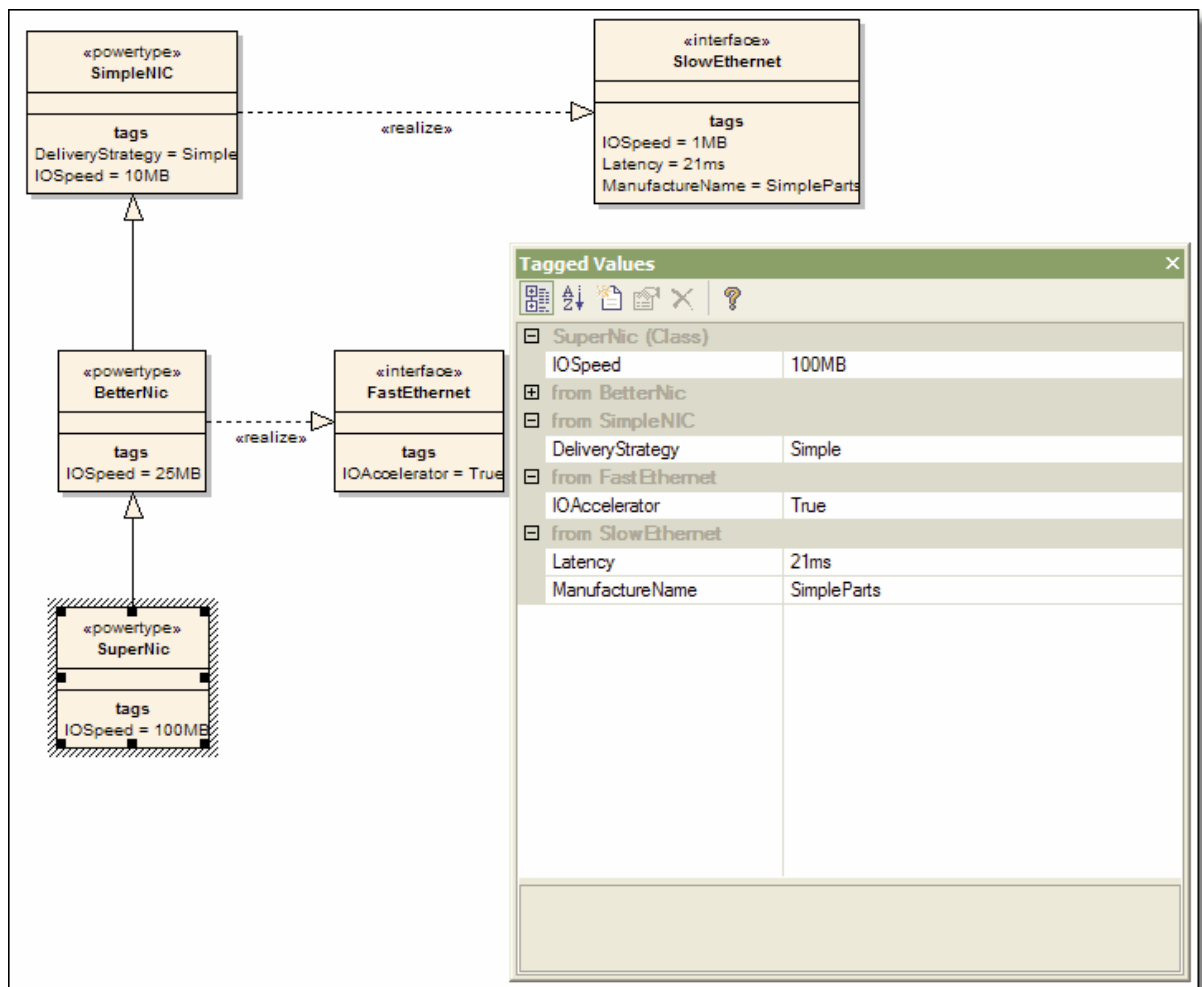 «powertype»
SimpleNIC
tags
DeliveryStrategy = Simple
IOSpeed = 10MB
«realize»
«interface»
SlowEthernet
tags
IOSpeed = 1MB
Latency = 21ms
ManufactureName = SimpleParts
«powertype»
BetterNic
tags
IOSpeed = 25MB
«realize»
«interface»
FastEthernet
tags
IOAccelerator = True
«powertype»
SuperNic
tags
IOSpeed = 100MB
Tagged Values
SuperNic (Class)
IOSpeed 100MB
from BetterNic
from SimpleNIC
DeliveryStrategy Simple
from FastEthernet
IOAccelerator True
from SlowEthernet
Latency 21ms
ManufactureName SimpleParts